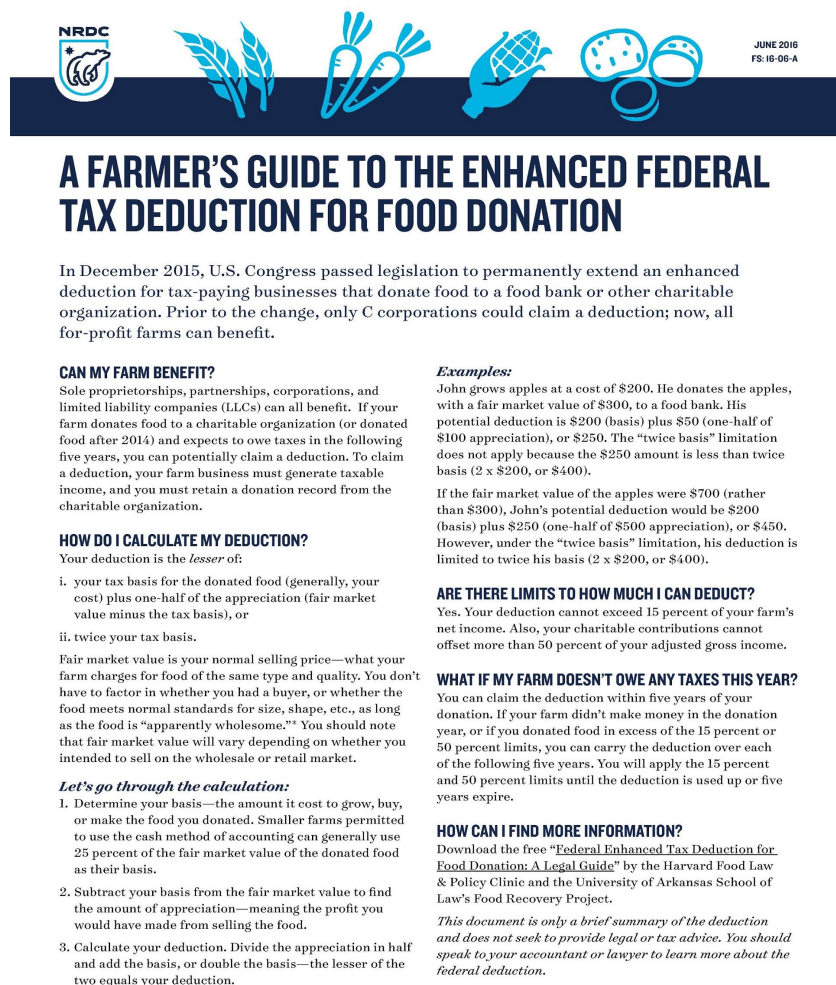 NRDC
JUNE 2016
FS: 16-06-A
A FARMER'S GUIDE TO THE ENHANCED FEDERAL
TAX DEDUCTION FOR FOOD DONATION
In December 2015, U.S. Congress passed legislation to permanently extend an enhanced
deduction for tax-paying businesses that donate food to a food bank or other charitable
organization. Prior to the change, only C corporations could claim a deduction; now, all
for-profit farms can benefit.
CAN MY FARM BENEFIT?
Sole proprietorships, partnerships, corporations, and
limited liability companies (LLCs) can all benefit.  If your
farm donates food to a charitable organization (or donated
food after 2014) and expects to owe taxes in the following
five years, you can potentially claim a deduction. To claim
a deduction, your farm business must generate taxable
income, and you must retain a donation record from the
charitable organization.
HOW DO I CALCULATE MY DEDUCTION?
Your deduction is the lesser of:
i. your tax basis for the donated food (generally, your
cost) plus one-half of the appreciation (fair market
value minus the tax basis), or
ii. twice your tax basis.
Fair market value is your normal selling price—what your
farm charges for food of the same type and quality. You don't
have to factor in whether you had a buyer, or whether the
food meets normal standards for size, shape, etc., as long
as the food is "apparently wholesome."* You should note
that fair market value will vary depending on whether you
intended to sell on the wholesale or retail market.
Let's go through the calculation:
1. Determine your basis—the amount it cost to grow, buy,
or make the food you donated. Smaller farms permitted
to use the cash method of accounting can generally use
25 percent of the fair market value of the donated food
as their basis.
2. Subtract your basis from the fair market value to find
the amount of appreciation—meaning the profit you
would have made from selling the food.
3. Calculate your deduction. Divide the appreciation in half
and add the basis, or double the basis—the lesser of the
two equals your deduction.
Examples:
John grows apples at a cost of $200. He donates the apples,
with a fair market value of $300, to a food bank. His
potential deduction is $200 (basis) plus $50 (one-half of
$100 appreciation), or $250. The "twice basis" limitation
does not apply because the $250 amount is less than twice
basis (2 x $200, or $400).
If the fair market value of the apples were $700 (rather
than $300), John's potential deduction would be $200
(basis) plus $250 (one-half of $500 appreciation), or $450.
However, under the "twice basis" limitation, his deduction is
limited to twice his basis (2 x $200, or $400).
ARE THERE LIMITS TO HOW MUCH I CAN DEDUCT?
Yes. Your deduction cannot exceed 15 percent of your farm's
net income. Also, your charitable contributions cannot
offset more than 50 percent of your adjusted gross income.
WHAT IF MY FARM DOESN'T OWE ANY TAXES THIS YEAR?
You can claim the deduction within five years of your
donation. If your farm didn't make money in the donation
year, or if you donated food in excess of the 15 percent or
50 percent limits, you can carry the deduction over each
of the following five years. You will apply the 15 percent
and 50 percent limits until the deduction is used up or five
years expire.
HOW CAN I FIND MORE INFORMATION?
Download the free "Federal Enhanced Tax Deduction for
Food Donation: A Legal Guide" by the Harvard Food Law
& Policy Clinic and the University of Arkansas School of
Law's Food Recovery Project.
This document is only a brief summary of the deduction
and does not seek to provide legal or tax advice. You should
speak to your accountant or lawyer to learn more about the
federal deduction.